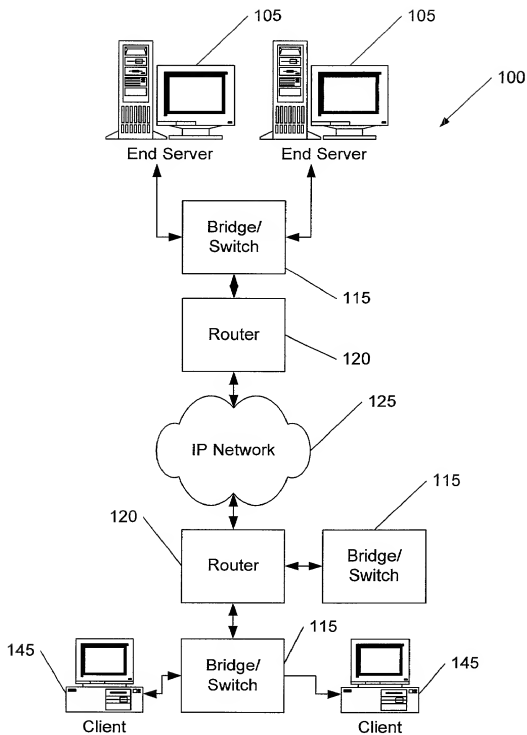 105
105
100
End Server
End Server
Bridge/
Switch
115
Router
120
125
IP Network
115
120
Router
Bridge/
Switch
115
145
Bridge/
Switch
145
Client
Client